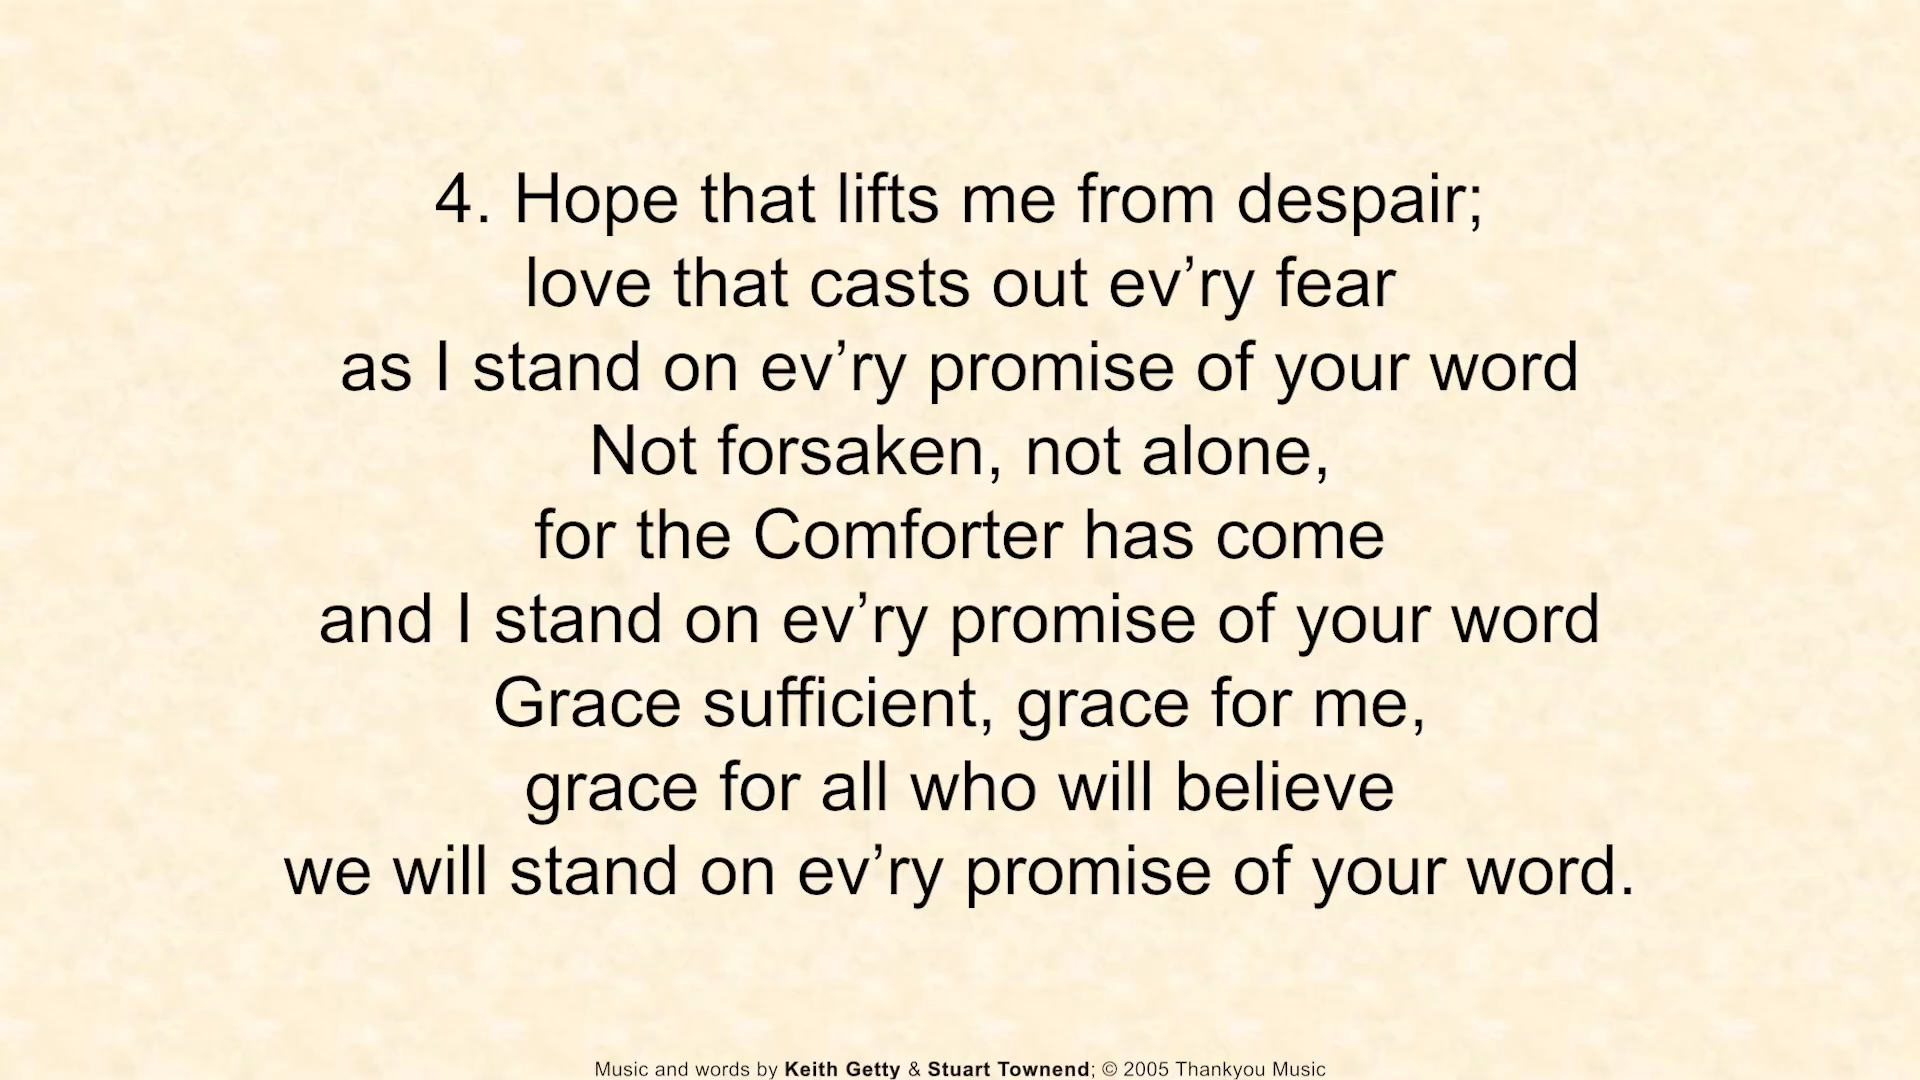 4. Hope that lifts me from despair;
love that casts out ev’ry fear
as I stand on ev’ry promise of your word
Not forsaken, not alone,
for the Comforter has come
and I stand on ev’ry promise of your word
Grace sufficient, grace for me,
grace for all who will believe
we will stand on ev’ry promise of your word.
Music and words by Keith Getty & Stuart Townend; © 2005 Thankyou Music